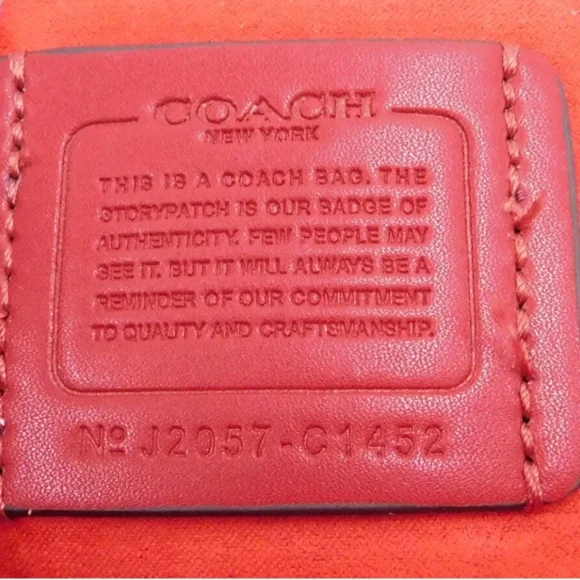 COACH
NEW YORK
THIS IS A COACH BAG. THE
STORYPATCH IS OUR BADGE OF
AUTHENTICITY. FEW PEOPLE MAY
SEE IT. BUT IT WILL ALWAYS BE A
REMINDER OF OUR COMMITMENT
TO QUALITY AND CRAFTSMANSHIP.
Nº J2057-C1452